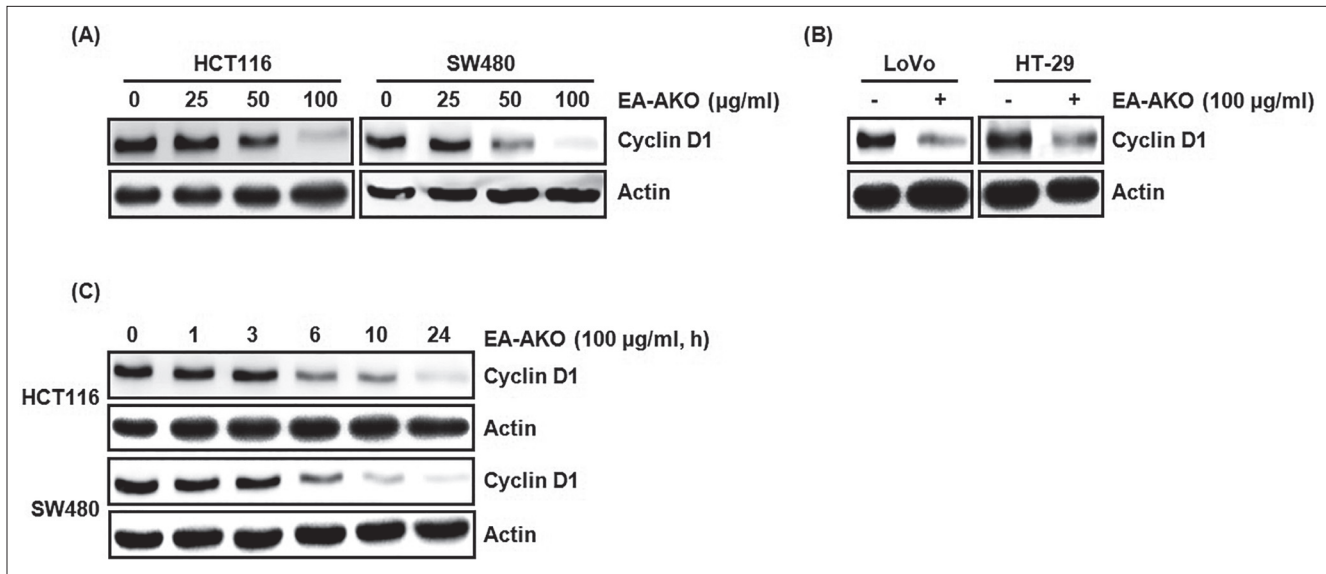 (A)
HCT116 SW480
0 25 50 100 0 25 50 100 EA-AKO (µg/ml)
Cyclin D1
Actin
(B)
LoVo HT-29
- + - + EA-AKO (100 µg/ml)
Cyclin D1
Actin
(C)
0 1 3 6 10 24 EA-AKO (100 µg/ml, h)
HCT116
Cyclin D1
Actin
SW480
Cyclin D1
Actin